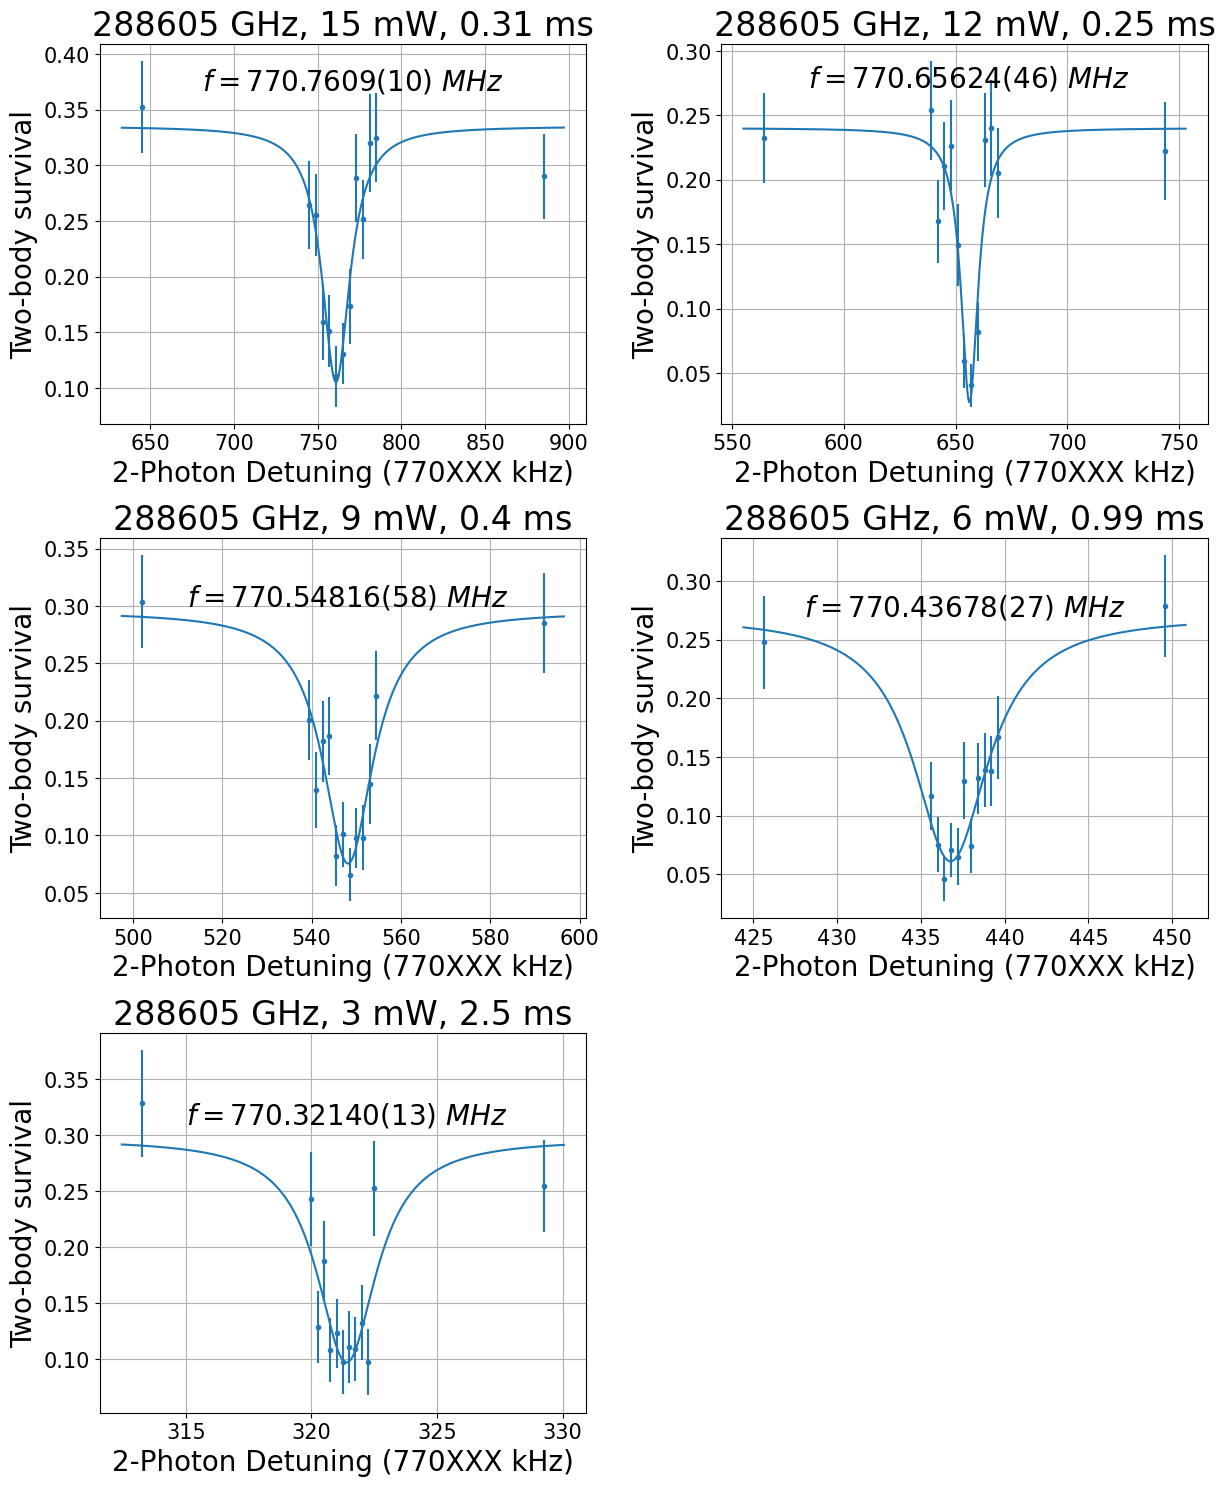 288605 GHz, 15 mW, 0.31 ms
f = 770.7609(10) MHz
Two-body survival
0.40
0.35
0.30
0.25
0.20
0.15
0.10
650 700 750 800 850 900
2-Photon Detuning (770XXX kHz)
288605 GHz, 12 mW, 0.25 ms
f = 770.65624(46) MHz
Two-body survival
0.30
0.25
0.20
0.15
0.10
0.05
550 600 650 700 750
2-Photon Detuning (770XXX kHz)
288605 GHz, 9 mW, 0.4 ms
f = 770.54816(58) MHz
Two-body survival
0.35
0.30
0.25
0.20
0.15
0.10
0.05
500 520 540 560 580 600
2-Photon Detuning (770XXX kHz)
288605 GHz, 6 mW, 0.99 ms
f = 770.43678(27) MHz
Two-body survival
0.30
0.25
0.20
0.15
0.10
0.05
425 430 435 440 445 450
2-Photon Detuning (770XXX kHz)
288605 GHz, 3 mW, 2.5 ms
f = 770.32140(13) MHz
Two-body survival
0.35
0.30
0.25
0.20
0.15
0.10
315 320 325 330
2-Photon Detuning (770XXX kHz)